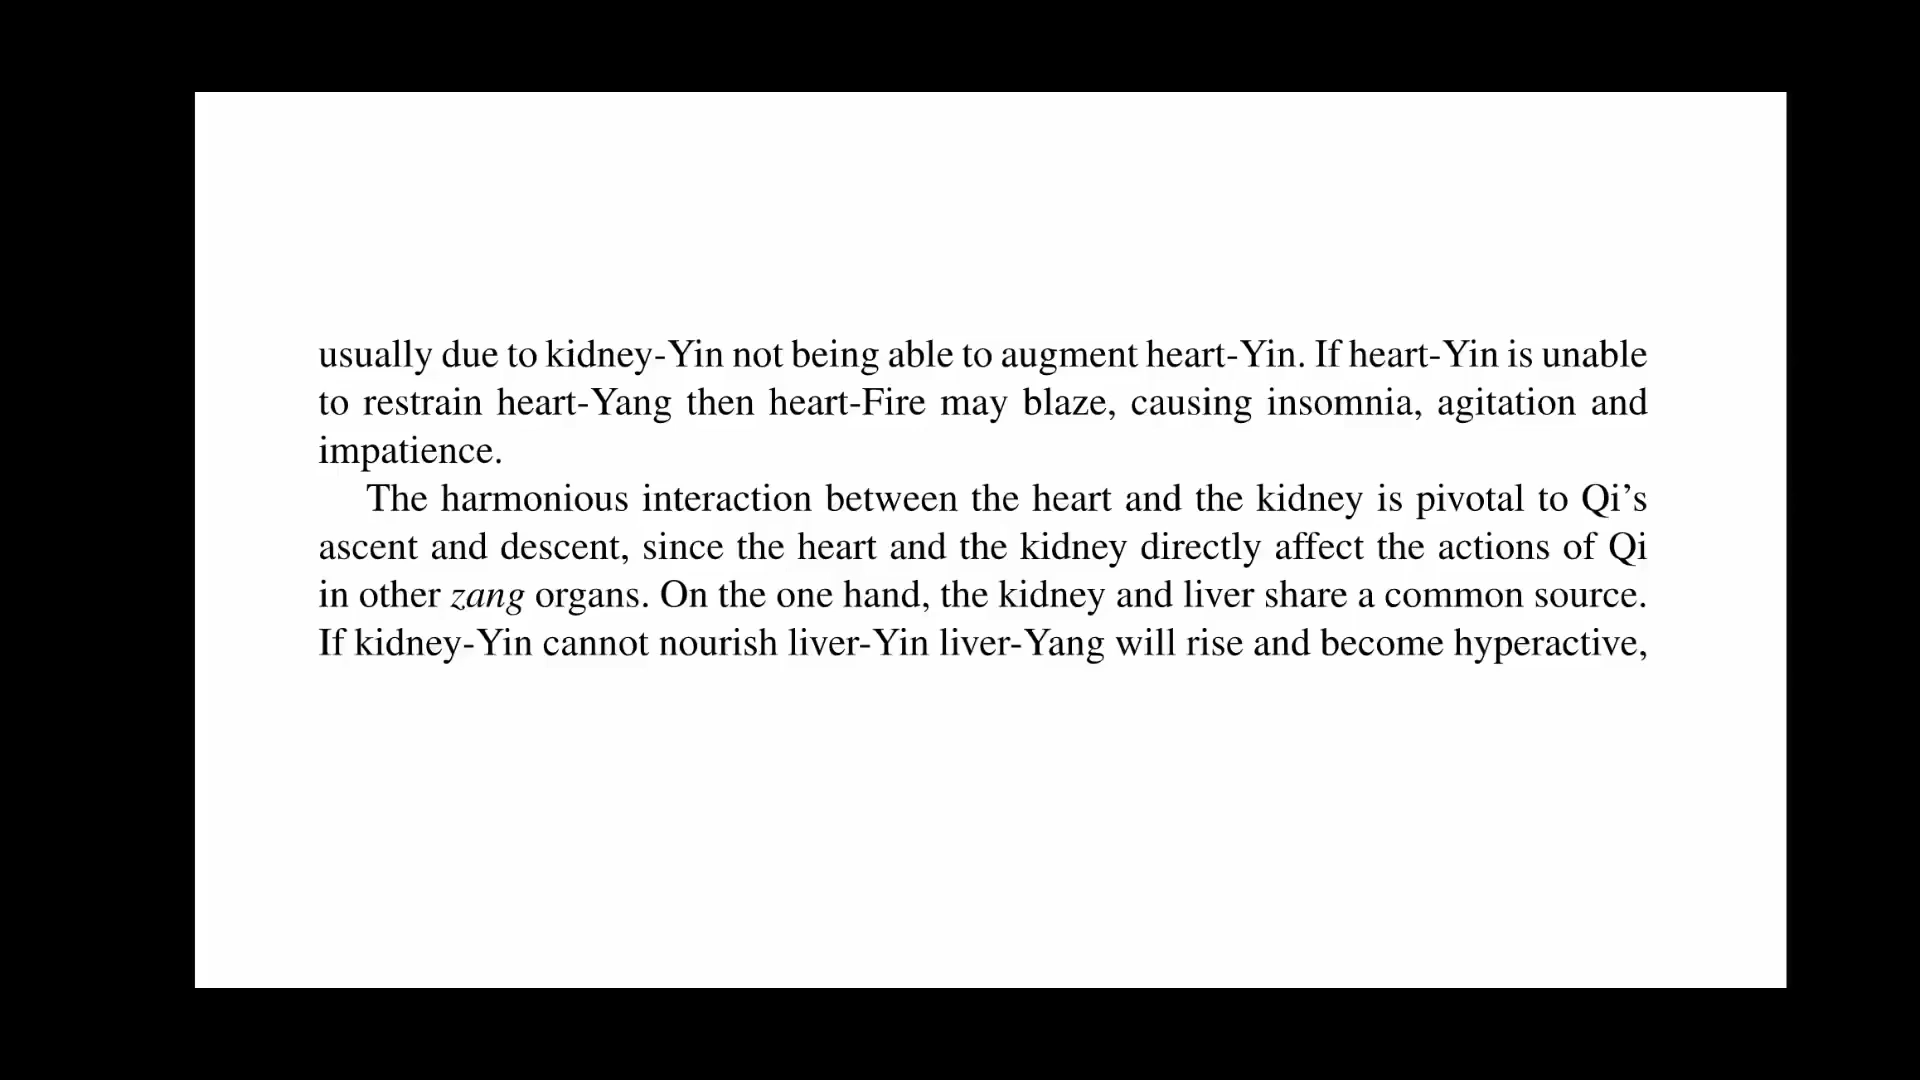 usually due to kidney-Yin not being able to augment heart-Yin. If heart-Yin is unable
to restrain heart-Yang then heart-Fire may blaze, causing insomnia, agitation and
impatience.
The harmonious interaction between the heart and the kidney is pivotal to Qi’s
ascent and descent, since the heart and the kidney directly affect the actions of Qi
in other zang organs. On the one hand, the kidney and liver share a common source.
If kidney-Yin cannot nourish liver-Yin liver-Yang will rise and become hyperactive,